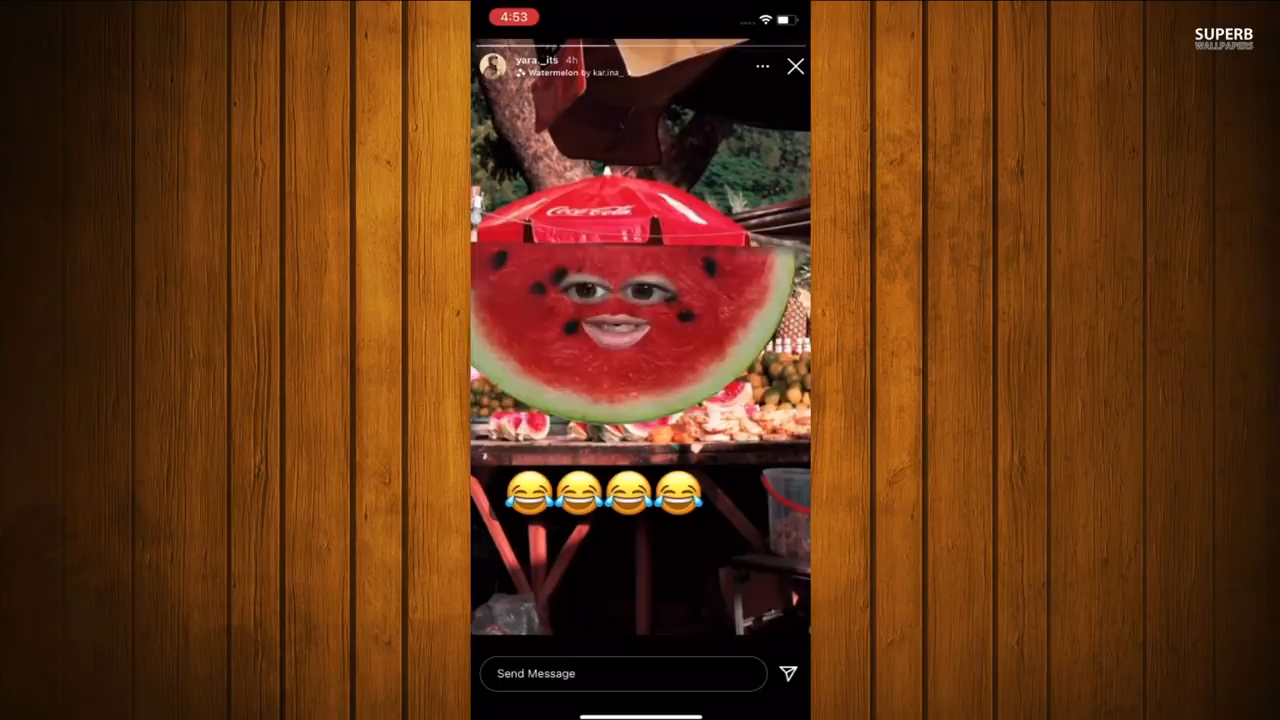 4:53
SUPERB
WALLPAPERS
yara._its 4h
Watermelon by kar.ina_
Coca-Cola
😂😂😂😂
Send Message